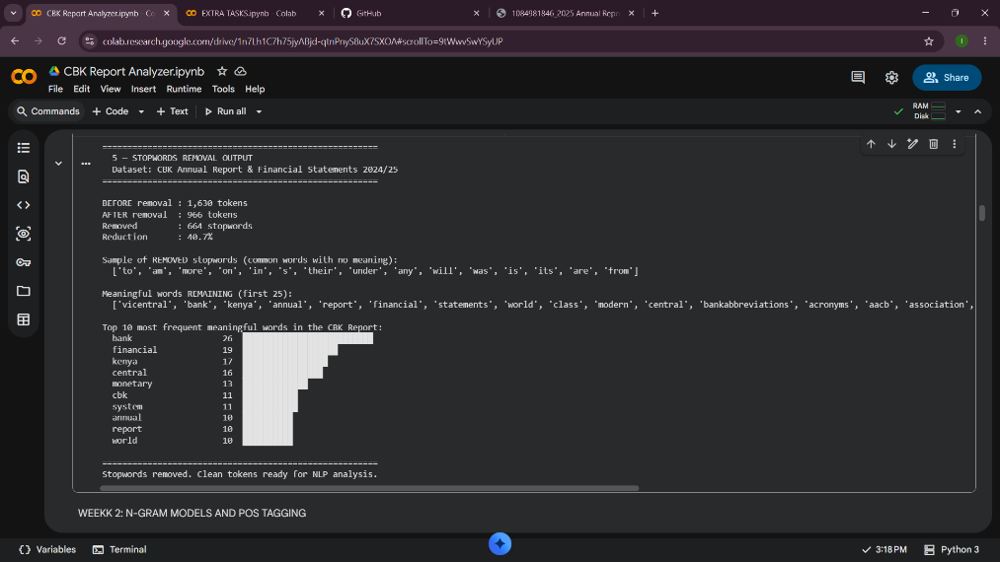 CBK Report Analyzer.ipynb - Co
EXTRA TASKS.ipynb - Colab
GitHub
1084981846_2025 Annual Repo
colab.research.google.com/drive/1n7Lh1C7h75jyABjd-qtnPnyS8uX7SXOA#scrollTo=9tWwvSwYSyUP
CBK Report Analyzer.ipynb
File Edit View Insert Runtime Tools Help
Share
Commands + Code + Text Run all
RAM
Disk
5 — STOPWORDS REMOVAL OUTPUT
Dataset: CBK Annual Report & Financial Statements 2024/25
BEFORE removal : 1,630 tokens
AFTER removal : 966 tokens
Removed : 664 stopwords
Reduction : 40.7%
Sample of REMOVED stopwords (common words with no meaning):
['to', 'am', 'more', 'on', 'in', 's', 'their', 'under', 'any', 'will', 'was', 'is', 'its', 'are', 'from']
Meaningful words REMAINING (first 25):
['vicentral', 'bank', 'kenya', 'annual', 'report', 'financial', 'statements', 'world', 'class', 'modern', 'central', 'bankabbreviations', 'acronyms', 'aacb', 'association',
Top 10 most frequent meaningful words in the CBK Report:
bank 26
financial 19
kenya 17
central 16
monetary 13
cbk 11
system 11
annual 10
report 10
world 10
Stopwords removed. Clean tokens ready for NLP analysis.
WEEKK 2: N-GRAM MODELS AND POS TAGGING
Variables Terminal
3:18 PM Python 3